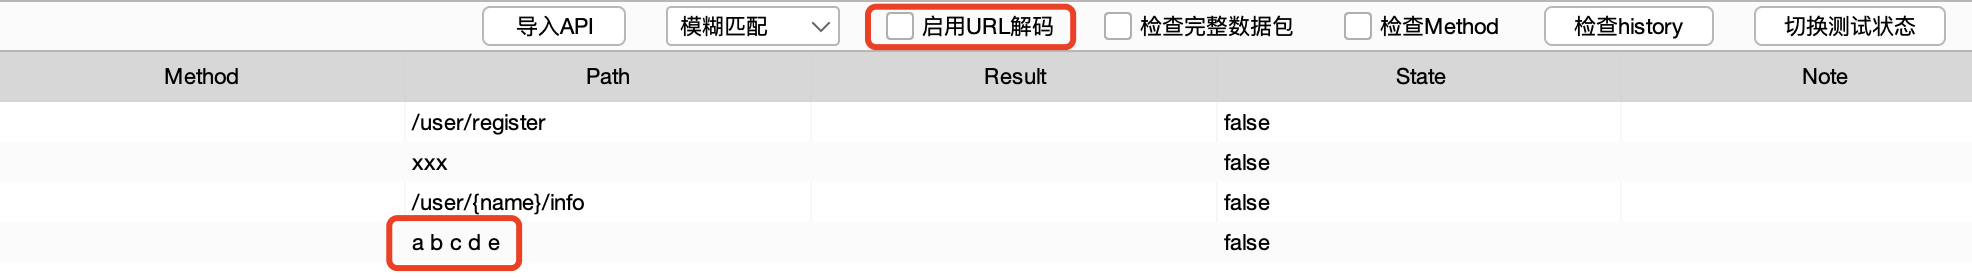 导入API 模糊匹配 启用URL解码 检查完整数据包 检查Method 检查history 切换测试状态
Method Path Result State Note
/user/register false
xxx false
/user/{name}/info false
a b c d e false